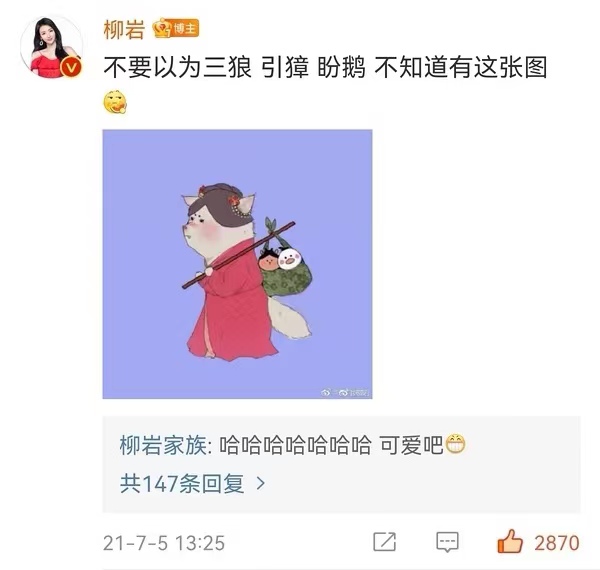 柳岩 博主
不要以为三狼 引獐 盼鹅 不知道有这张图
柳岩家族: 哈哈哈哈哈哈哈 可爱吧
共147条回复 >
21-7-5 13:25
2870